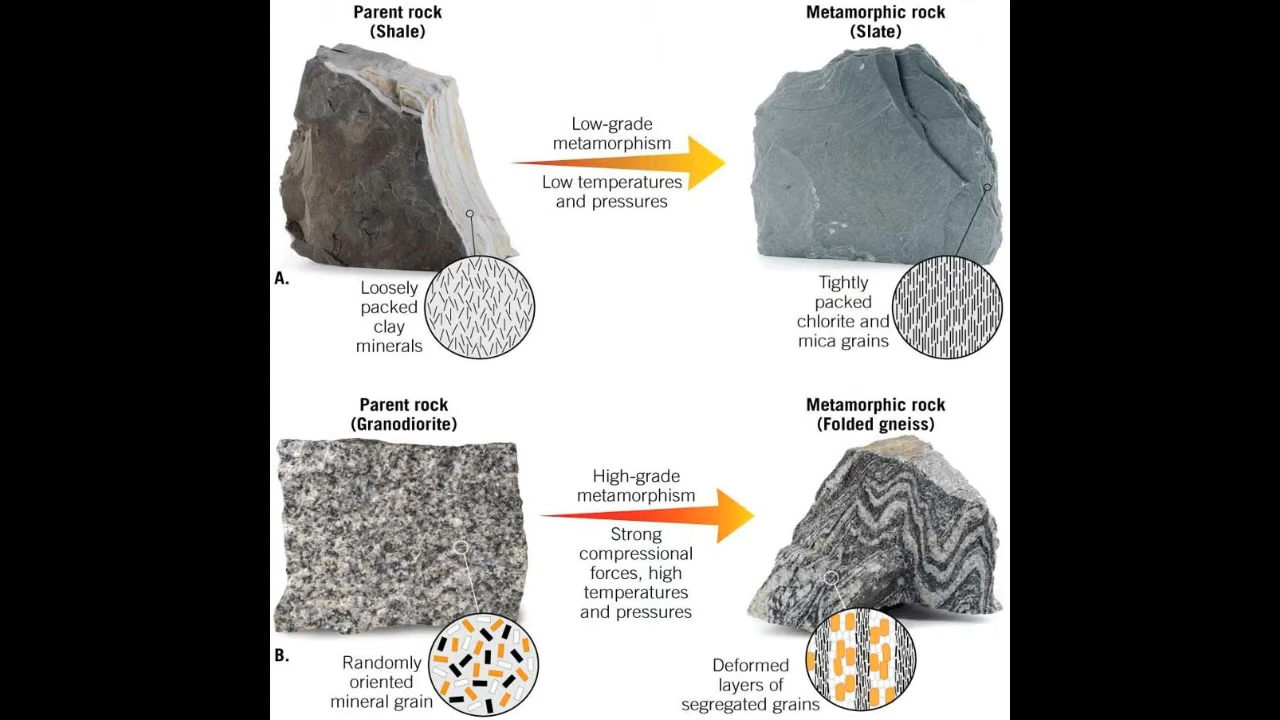 Parent rock
(Shale)
Metamorphic rock
(Slate)
Low-grade
metamorphism
Low temperatures
and pressures
A.
Loosely
packed
clay
minerals
Tightly
packed
chlorite and
mica grains
Parent rock
(Granodiorite)
Metamorphic rock
(Folded gneiss)
High-grade
metamorphism
Strong
compressional
forces, high
temperatures
and pressures
B.
Randomly
oriented
mineral grain
Deformed
layers of
segregated grains